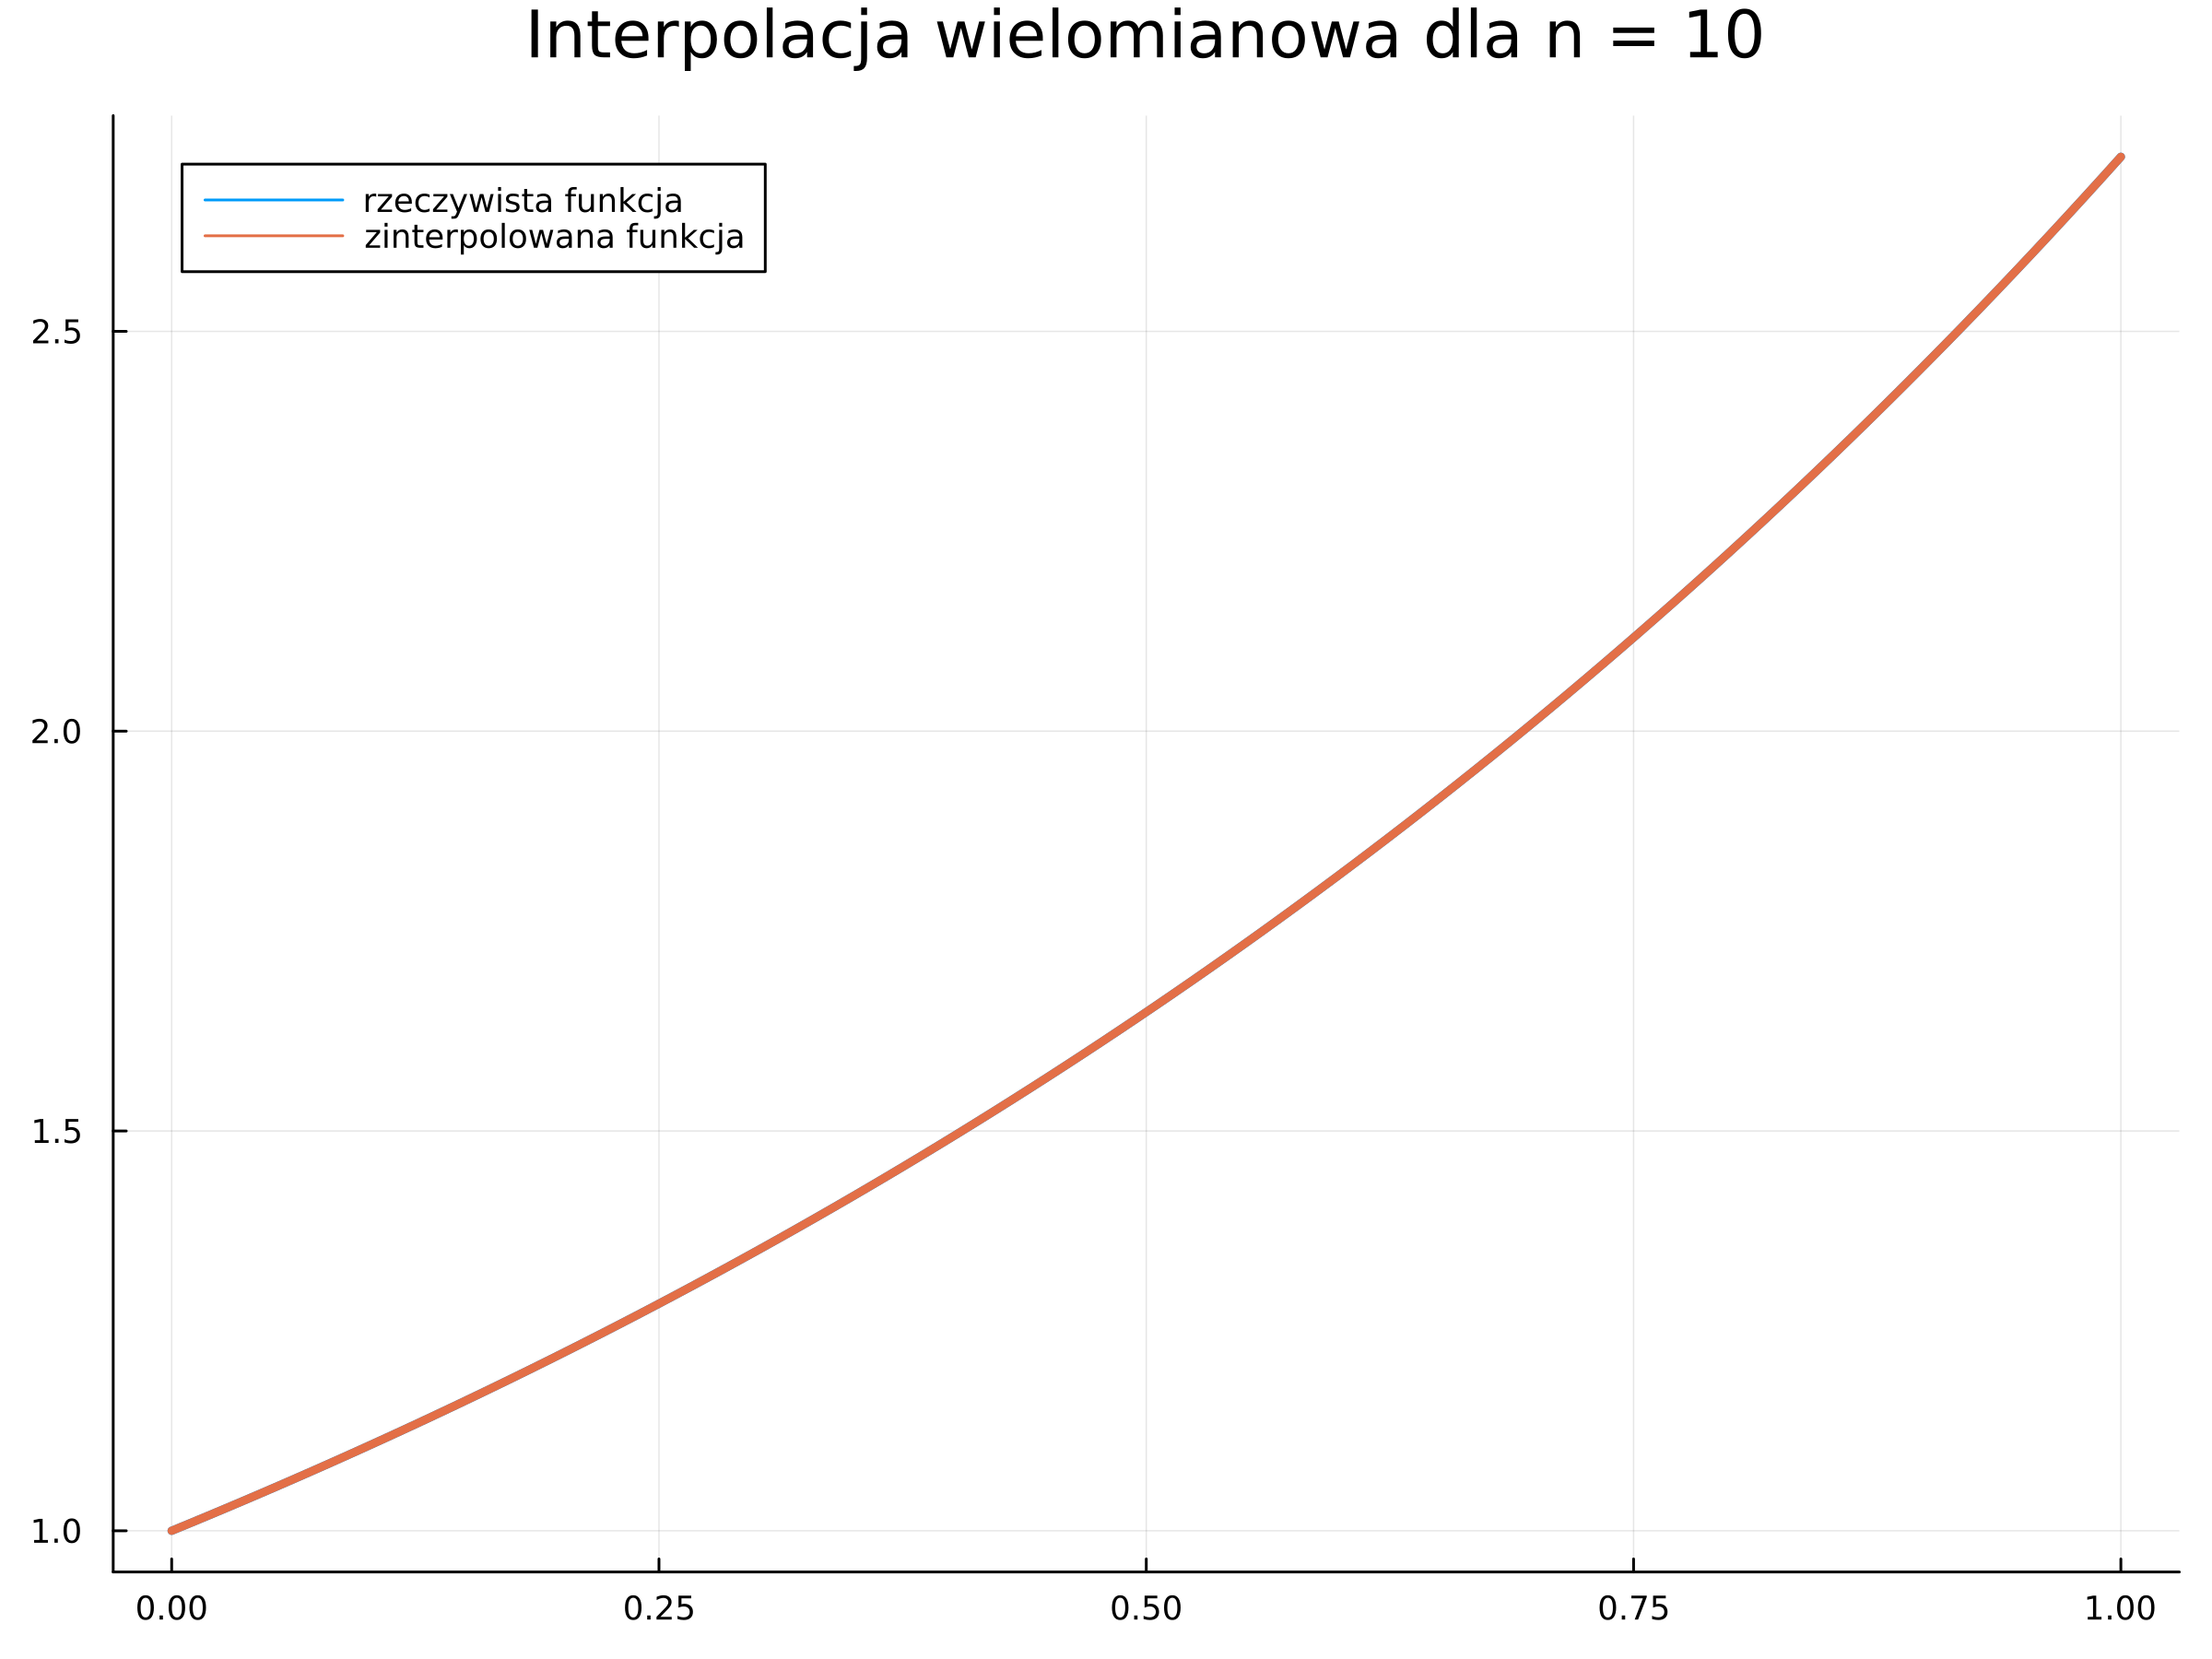 Interpolacja wielomianowa dla n = 10
rzeczywista funkcja
zinterpolowana funkcja
2.5
2.0
1.5
1.0
0.00 0.25 0.50 0.75 1.00